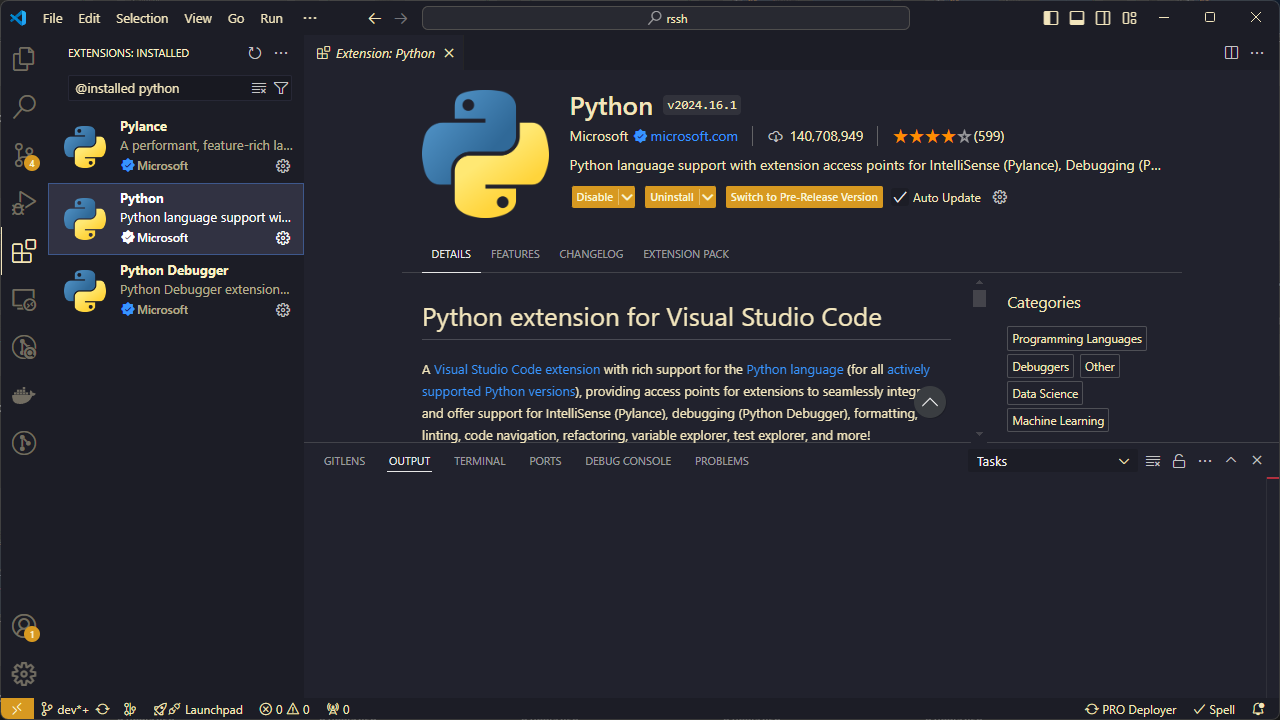 File Edit Selection View Go Run ···
rssh
EXTENSIONS: INSTALLED
@installed python
Pylance
A performant, feature-rich la...
Microsoft
Python
Python language support wi...
Microsoft
Python Debugger
Python Debugger extension...
Microsoft
4
1
Extension: Python
Python v2024.16.1
Microsoft microsoft.com 140,708,949 (599)
Python language support with extension access points for IntelliSense (Pylance), Debugging (P...
Disable Uninstall Switch to Pre-Release Version Auto Update
DETAILS FEATURES CHANGELOG EXTENSION PACK
Python extension for Visual Studio Code
A Visual Studio Code extension with rich support for the Python language (for all actively
supported Python versions), providing access points for extensions to seamlessly
and offer support for IntelliSense (Pylance), debugging (Python Debugger), formatting,
linting, code navigation, refactoring, variable explorer, test explorer, and more!
Categories
Programming Languages
Debuggers Other
Data Science
Machine Learning
GITLENS OUTPUT TERMINAL PORTS DEBUG CONSOLE PROBLEMS
Tasks
dev*+ Launchpad 0 0 0
PRO Deployer Spell